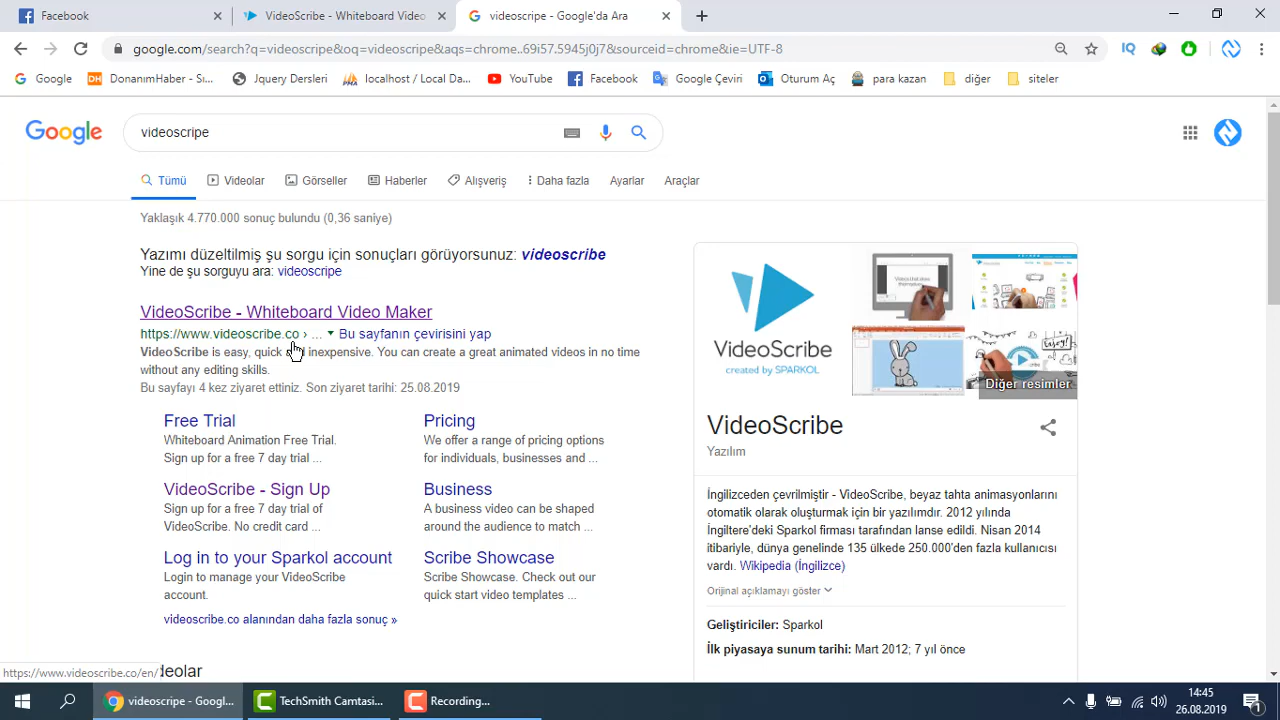 Facebook
VideoScribe - Whiteboard Video
videoscripe - Google'da Ara
google.com/search?q=videoscripe&oq=videoscripe&aqs=chrome..69i57.5945j0j7&sourceid=chrome&ie=UTF-8
Google
DonanımHaber - Si...
Jquery Dersleri
localhost / Local Da...
YouTube
Facebook
Google Çeviri
Oturum Aç
para kazan
diğer
siteler
Google
videoscripe
Tümü
Videolar
Görseller
Haberler
Alışveriş
Daha fazla
Ayarlar
Araçlar
Yaklaşık 4.770.000 sonuç bulundu (0,36 saniye)
Yazımı düzeltilmiş şu sorgu için sonuçları görüyorsunuz: videoscribe
Yine de şu sorguyu ara: videoscripe
VideoScribe - Whiteboard Video Maker
https://www.videoscribe.co › ... Bu sayfanın çevirisini yap
VideoScribe is easy, quick inexpensive. You can create a great animated videos in no time
without any editing skills.
Bu sayfayı 4 kez ziyaret ettiniz. Son ziyaret tarihi: 25.08.2019
Free Trial
Whiteboard Animation Free Trial.
Sign up for a free 7 day trial ...
Pricing
We offer a range of pricing options
for individuals, businesses and ...
VideoScribe - Sign Up
Sign up for a free 7 day trial of
VideoScribe. No credit card ...
Business
A business video can be shaped
around the audience to match ...
Log in to your Sparkol account
Login to manage your VideoScribe
account.
Scribe Showcase
Scribe Showcase. Check out our
quick start video templates ...
videoscribe.co alanından daha fazla sonuç »
VideoScribe
created by SPARKOL
Diğer resimler
VideoScribe
Yazılım
İngilizceden çevrilmiştir - VideoScribe, beyaz tahta animasyonlarını
otomatik olarak oluşturmak için bir yazılımdır. 2012 yılında
İngiltere'deki Sparkol firması tarafından lanse edildi. Nisan 2014
itibariyle, dünya genelinde 135 ülkede 250.000'den fazla kullanıcısı
vardı. Wikipedia (İngilizce)
Orijinal açıklamayı göster
Geliştiriciler: Sparkol
İlk piyasaya sunum tarihi: Mart 2012; 7 yıl önce
https://www.videoscribe.co/en/
deolar
videoscripe - Googl...
TechSmith Camtasi...
Recording...
14:45
26.08.2019
1